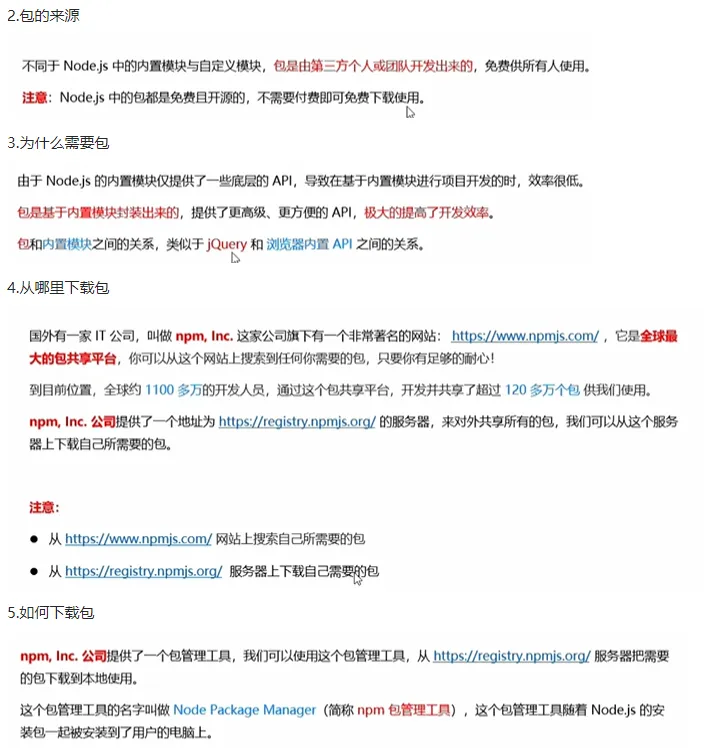 2.包的来源
不同于 Node.js 中的内置模块与自定义模块，包是由第三方个人或团队开发出来的，免费供所有人使用。
注意：Node.js 中的包都是免费且开源的，不需要付费即可免费下载使用。
3.为什么需要包
由于 Node.js 的内置模块仅提供了一些底层的 API，导致在基于内置模块进行项目开发的时，效率很低。
包是基于内置模块封装出来的，提供了更高级、更方便的 API，极大的提高了开发效率。
包和内置模块之间的关系，类似于 jQuery 和 浏览器内置 API 之间的关系。
4.从哪里下载包
国外有一家 IT 公司，叫做 npm, Inc. 这家公司旗下有一个非常著名的网站： https://www.npmjs.com/ ，它是全球最
大的包共享平台，你可以从这个网站上搜索到任何你需要的包，只要你有足够的耐心！
到目前位置，全球约 1100 多万的开发人员，通过这个包共享平台，开发并共享了超过 120 多万个包 供我们使用。
npm, Inc. 公司提供了一个地址为 https://registry.npmjs.org/ 的服务器，来对外共享所有的包，我们可以从这个服务
器上下载自己所需要的包。
注意：
● 从 https://www.npmjs.com/ 网站上搜索自己所需要的包
● 从 https://registry.npmjs.org/ 服务器上下载自己需要的包
5.如何下载包
npm, Inc. 公司提供了一个包管理工具，我们可以使用这个包管理工具，从 https://registry.npmjs.org/ 服务器把需要
的包下载到本地使用。
这个包管理工具的名字叫做 Node Package Manager（简称 npm 包管理工具），这个包管理工具随着 Node.js 的安
装包一起被安装到了用户的电脑上。